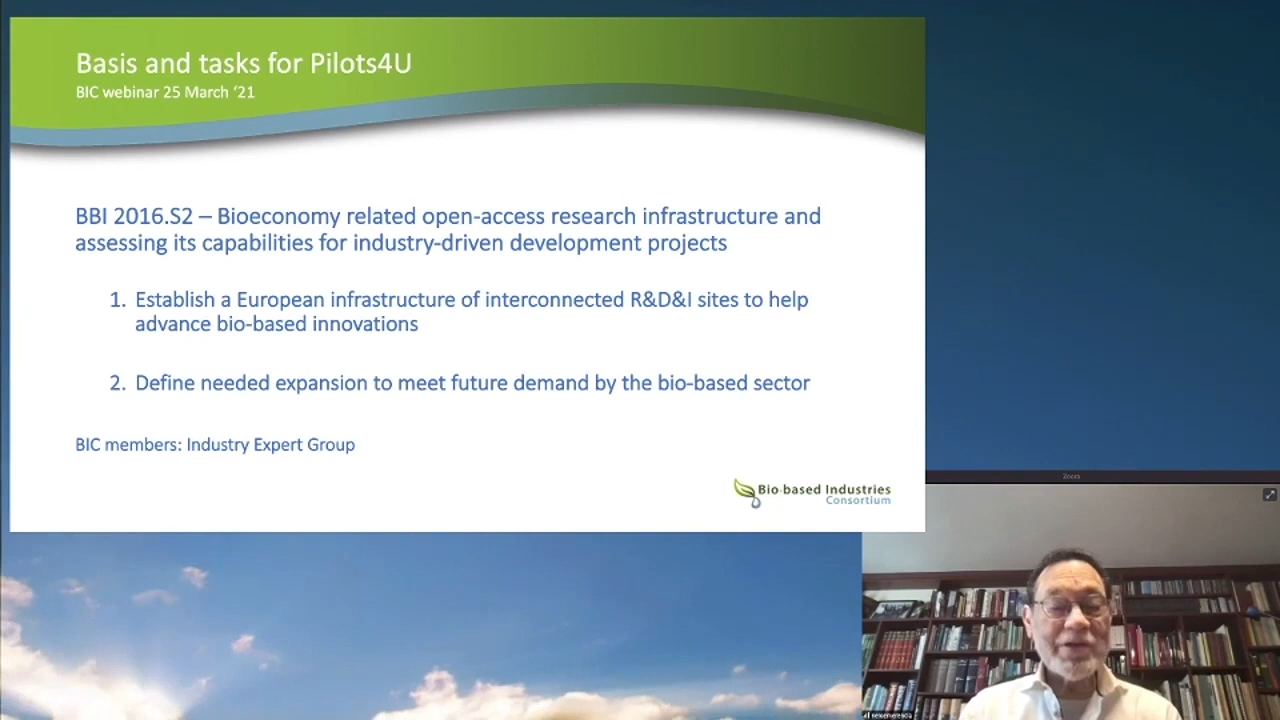 Basis and tasks for Pilots4U
BIC webinar 25 March ‘21
BBI 2016.S2 – Bioeconomy related open-access research infrastructure and
assessing its capabilities for industry-driven development projects
1. Establish a European infrastructure of interconnected R&D&I sites to help
advance bio-based innovations
2. Define needed expansion to meet future demand by the bio-based sector
BIC members: Industry Expert Group
Bio-based Industries
Consortium
Zoom